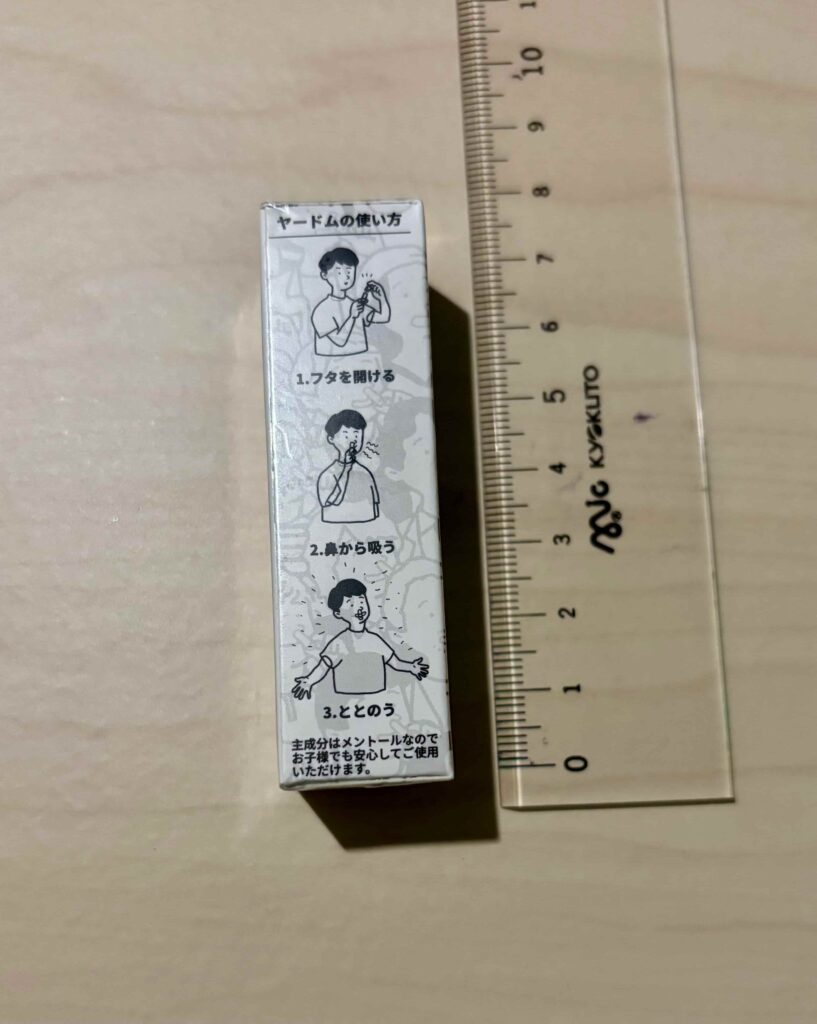 ヤードムの使い方
1.フタを開ける
2.鼻から吸う
3.ととのう
主成分はメントールなので
お子様でも安心してご使用
いただけます。
10
9
8
7
6
5
4
3
2
1
0
KYOKUTO